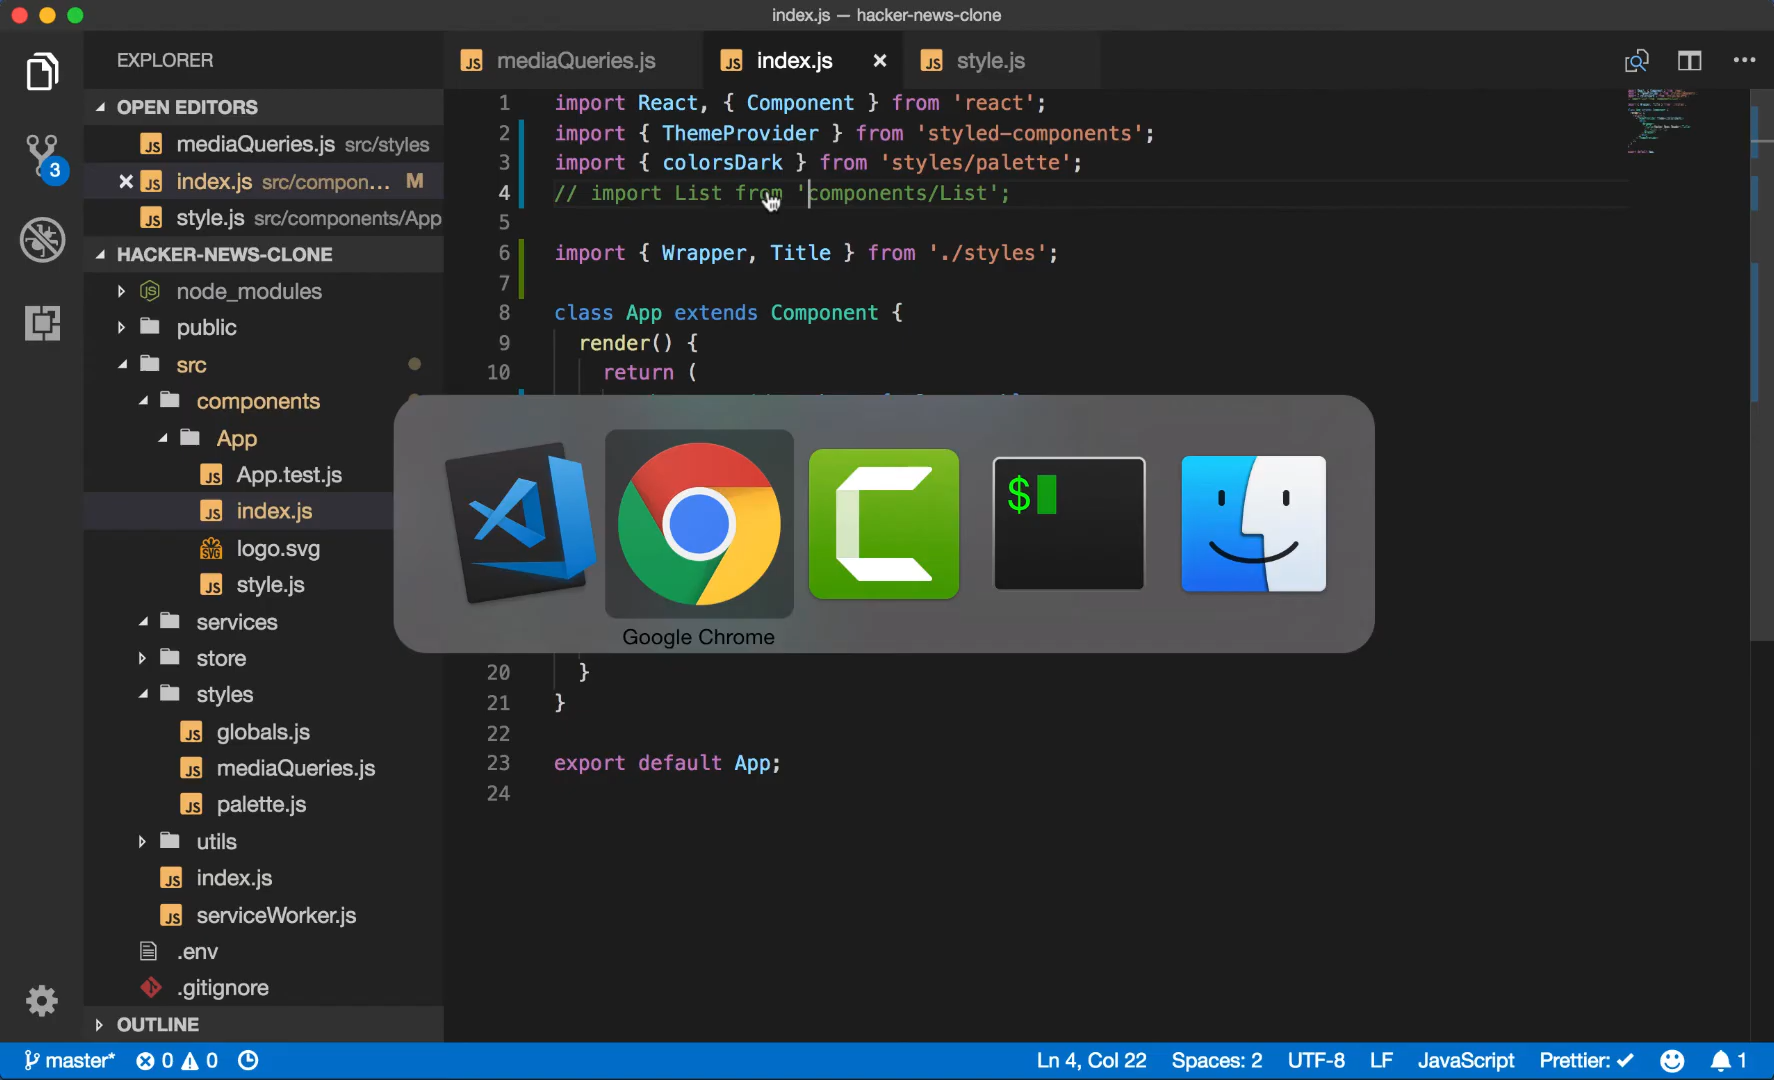 index.js — hacker-news-clone
EXPLORER
OPEN EDITORS
mediaQueries.js src/styles
index.js src/compon... M
style.js src/components/App
HACKER-NEWS-CLONE
node_modules
public
src
components
App
App.test.js
index.js
logo.svg
style.js
services
store
styles
globals.js
mediaQueries.js
palette.js
utils
index.js
serviceWorker.js
.env
.gitignore
OUTLINE
3
mediaQueries.js
index.js
style.js
1 import React, { Component } from 'react';
2 import { ThemeProvider } from 'styled-components';
3 import { colorsDark } from 'styles/palette';
4 // import List from 'components/List';
5
6 import { Wrapper, Title } from './styles';
7
8 class App extends Component {
9 render() {
10 return (
20 }
21 }
22
23 export default App;
24
$
Google Chrome
master* 0 0 Ln 4, Col 22 Spaces: 2 UTF-8 LF JavaScript Prettier: ✓ 1